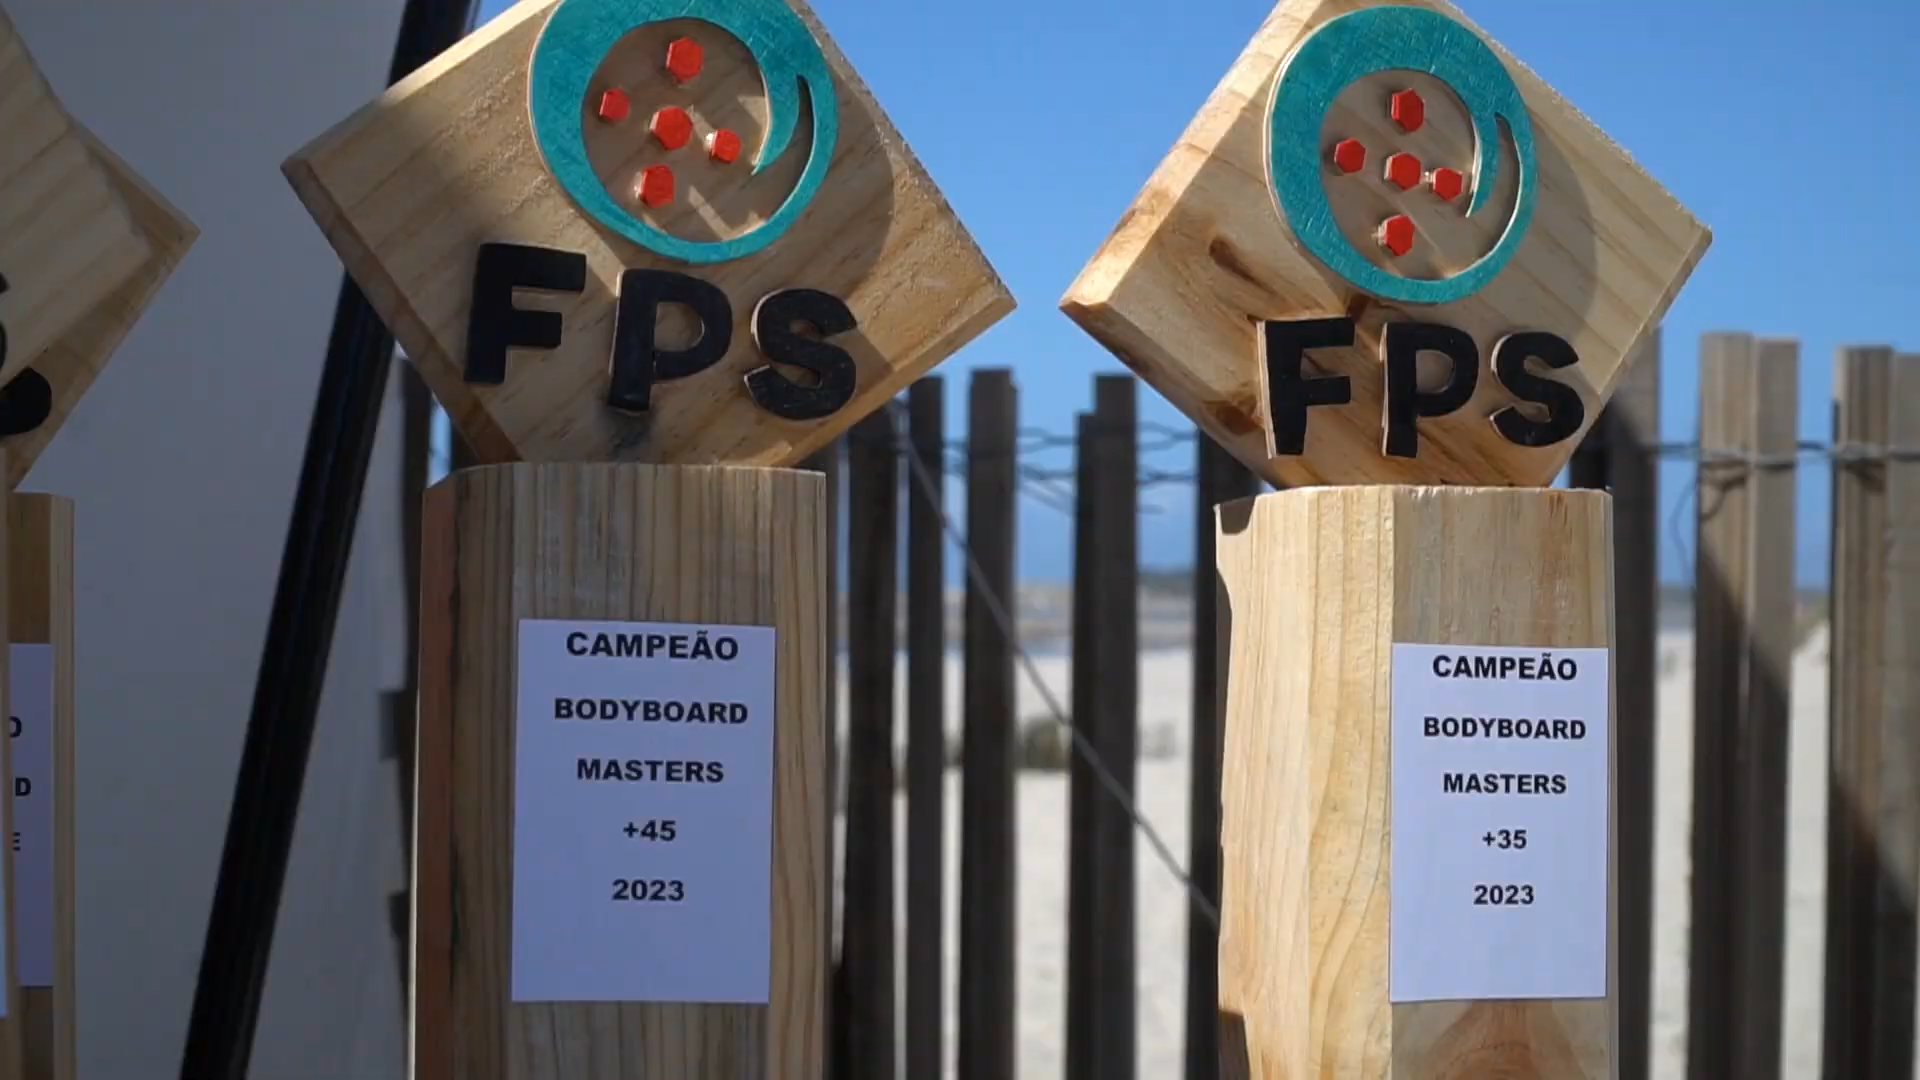 FPS
CAMPEÃO
BODYBOARD
MASTERS
+45
2023
FPS
CAMPEÃO
BODYBOARD
MASTERS
+35
2023